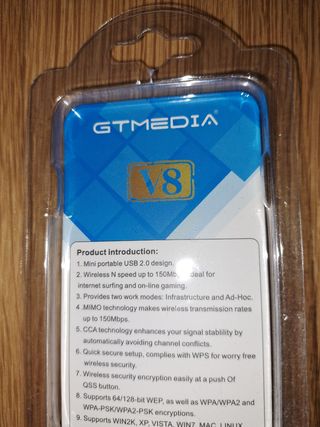 GTMEDIA
V8
Product introduction:
1. Mini portable USB 2.0 design.
2. Wireless N speed up to 150Mbps ideal for
internet surfing and on-line gaming.
3. Provides two work modes: Infrastructure and Ad-Hoc.
4. MIMO technology makes wireless transmission rates
up to 150Mbps.
5. CCA technology enhances your signal stability by
automatically avoiding channel conflicts.
6. Quick secure setup, complies with WPS for worry free
wireless security.
7. Wireless security encryption easily at a push Of
QSS button.
8. Supports 64/128-bit WEP, as well as WPA/WPA2 and
WPA-PSK/WPA2-PSK encryptions.
9. Supports WIN2K, XP, VISTA, WIN7, MAC, LINUX